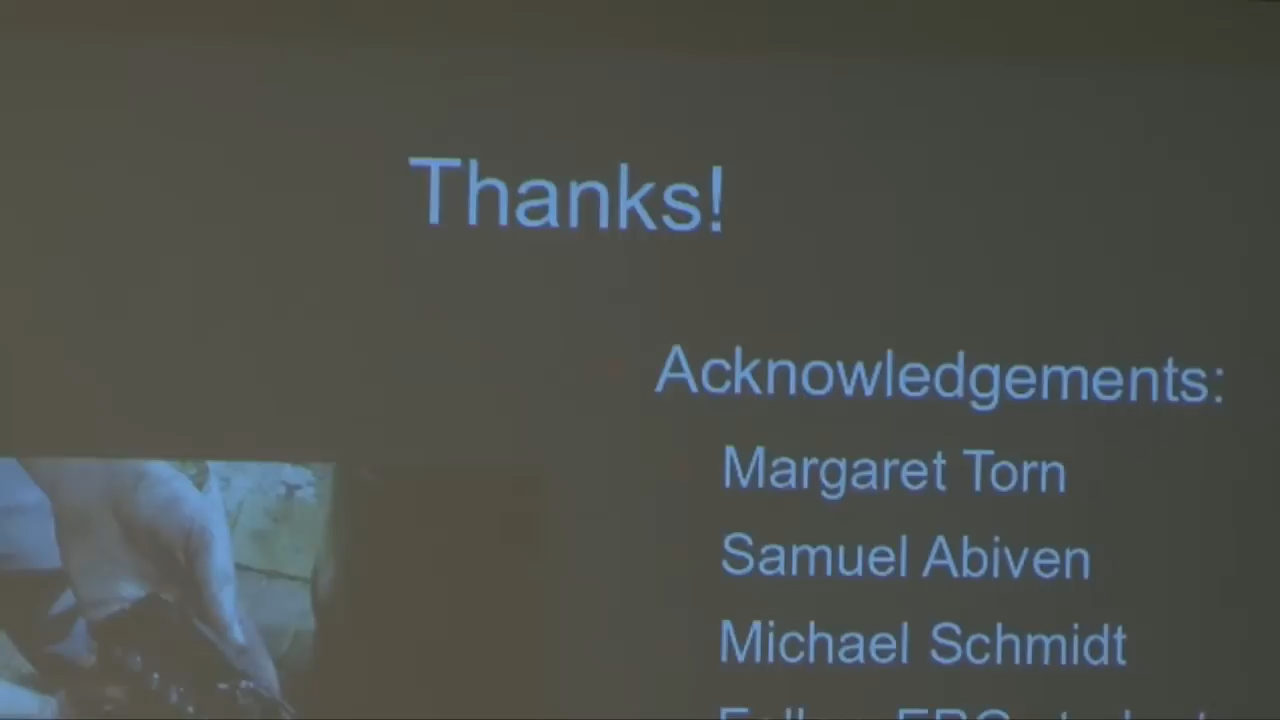 Thanks!
Acknowledgements:
Margaret Torn
Samuel Abiven
Michael Schmidt